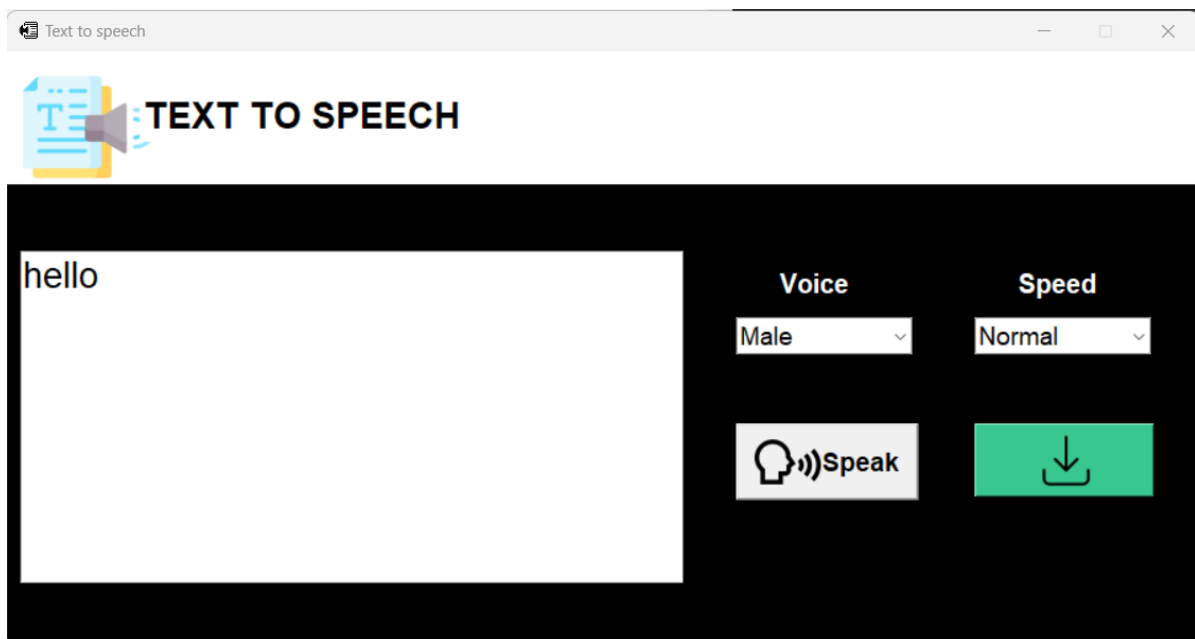 Text to speech
T
TEXT TO SPEECH
hello
Voice
Speed
Male
Normal
Speak